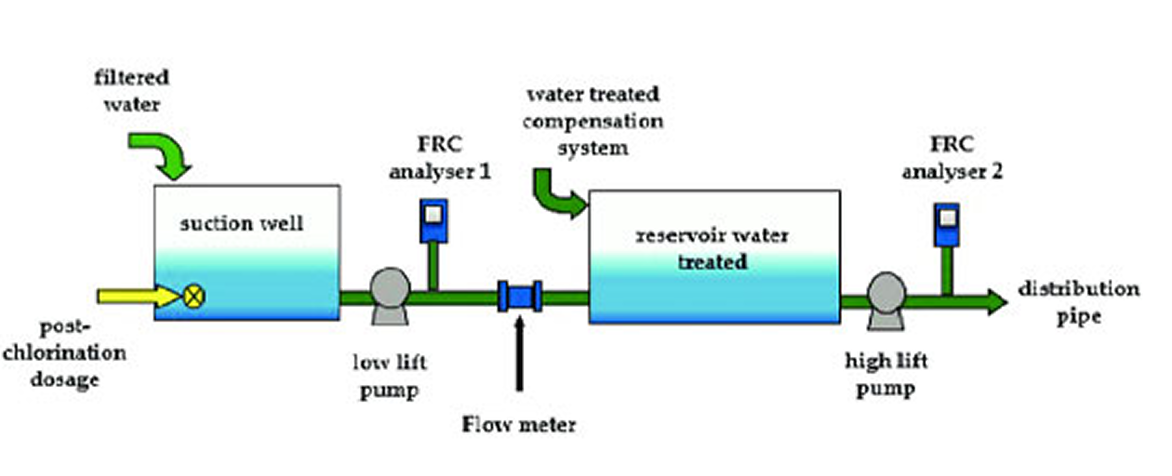 filtered
water
water treated
compensation
system
FRC
analyser 1
FRC
analyser 2
suction well
reservoir water
treated
post-
chlorination
dosage
low lift
pump
Flow meter
high lift
pump
distribution
pipe